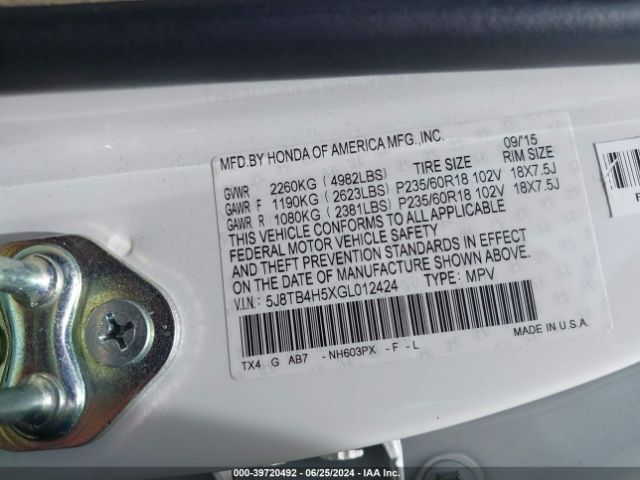 MFD.BY HONDA OF AMERICA MFG.,INC. 09/'15
GVWR 2260KG ( 4982LBS) TIRE SIZE RIM SIZE
GAWR F 1190KG ( 2623LBS) P235/60R18 102V 18X7.5J
GAWR R 1080KG ( 2381LBS) P235/60R18 102V 18X7.5J
THIS VEHICLE CONFORMS TO ALL APPLICABLE
FEDERAL MOTOR VEHICLE SAFETY
AND THEFT PREVENTION STANDARDS IN EFFECT
ON THE DATE OF MANUFACTURE SHOWN ABOVE.
V.I.N: 5J8TB4H5XGL012424 TYPE: MPV
TX4 G AB7 -NH603PX -F -L MADE IN U.S.A.
00-39720492 - 06/25/2024 - IAA Inc.